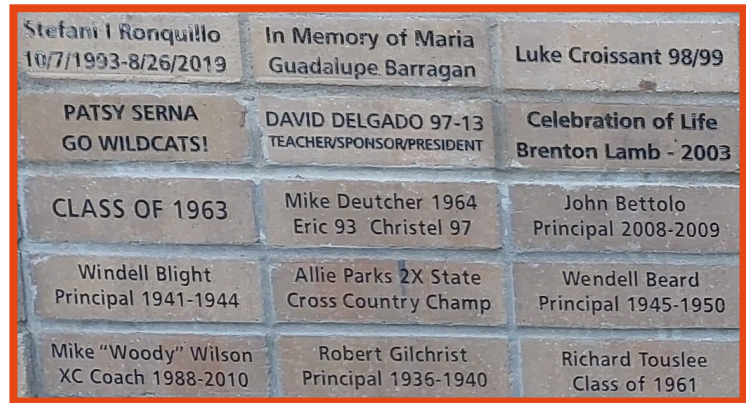 Stefani I Ronquillo
10/7/1993-8/26/2019
In Memory of Maria
Guadalupe Barragan
Luke Croissant 98/99
PATSY SERNA
GO WILDCATS!
DAVID DELGADO 97-13
TEACHER/SPONSOR/PRESIDENT
Celebration of Life
Brenton Lamb - 2003
CLASS OF 1963
Mike Deutcher 1964
Eric 93 Christel 97
John Bettolo
Principal 2008-2009
Windell Blight
Principal 1941-1944
Allie Parks 2X State
Cross Country Champ
Wendell Beard
Principal 1945-1950
Mike "Woody" Wilson
XC Coach 1988-2010
Robert Gilchrist
Principal 1936-1940
Richard Touslee
Class of 1961